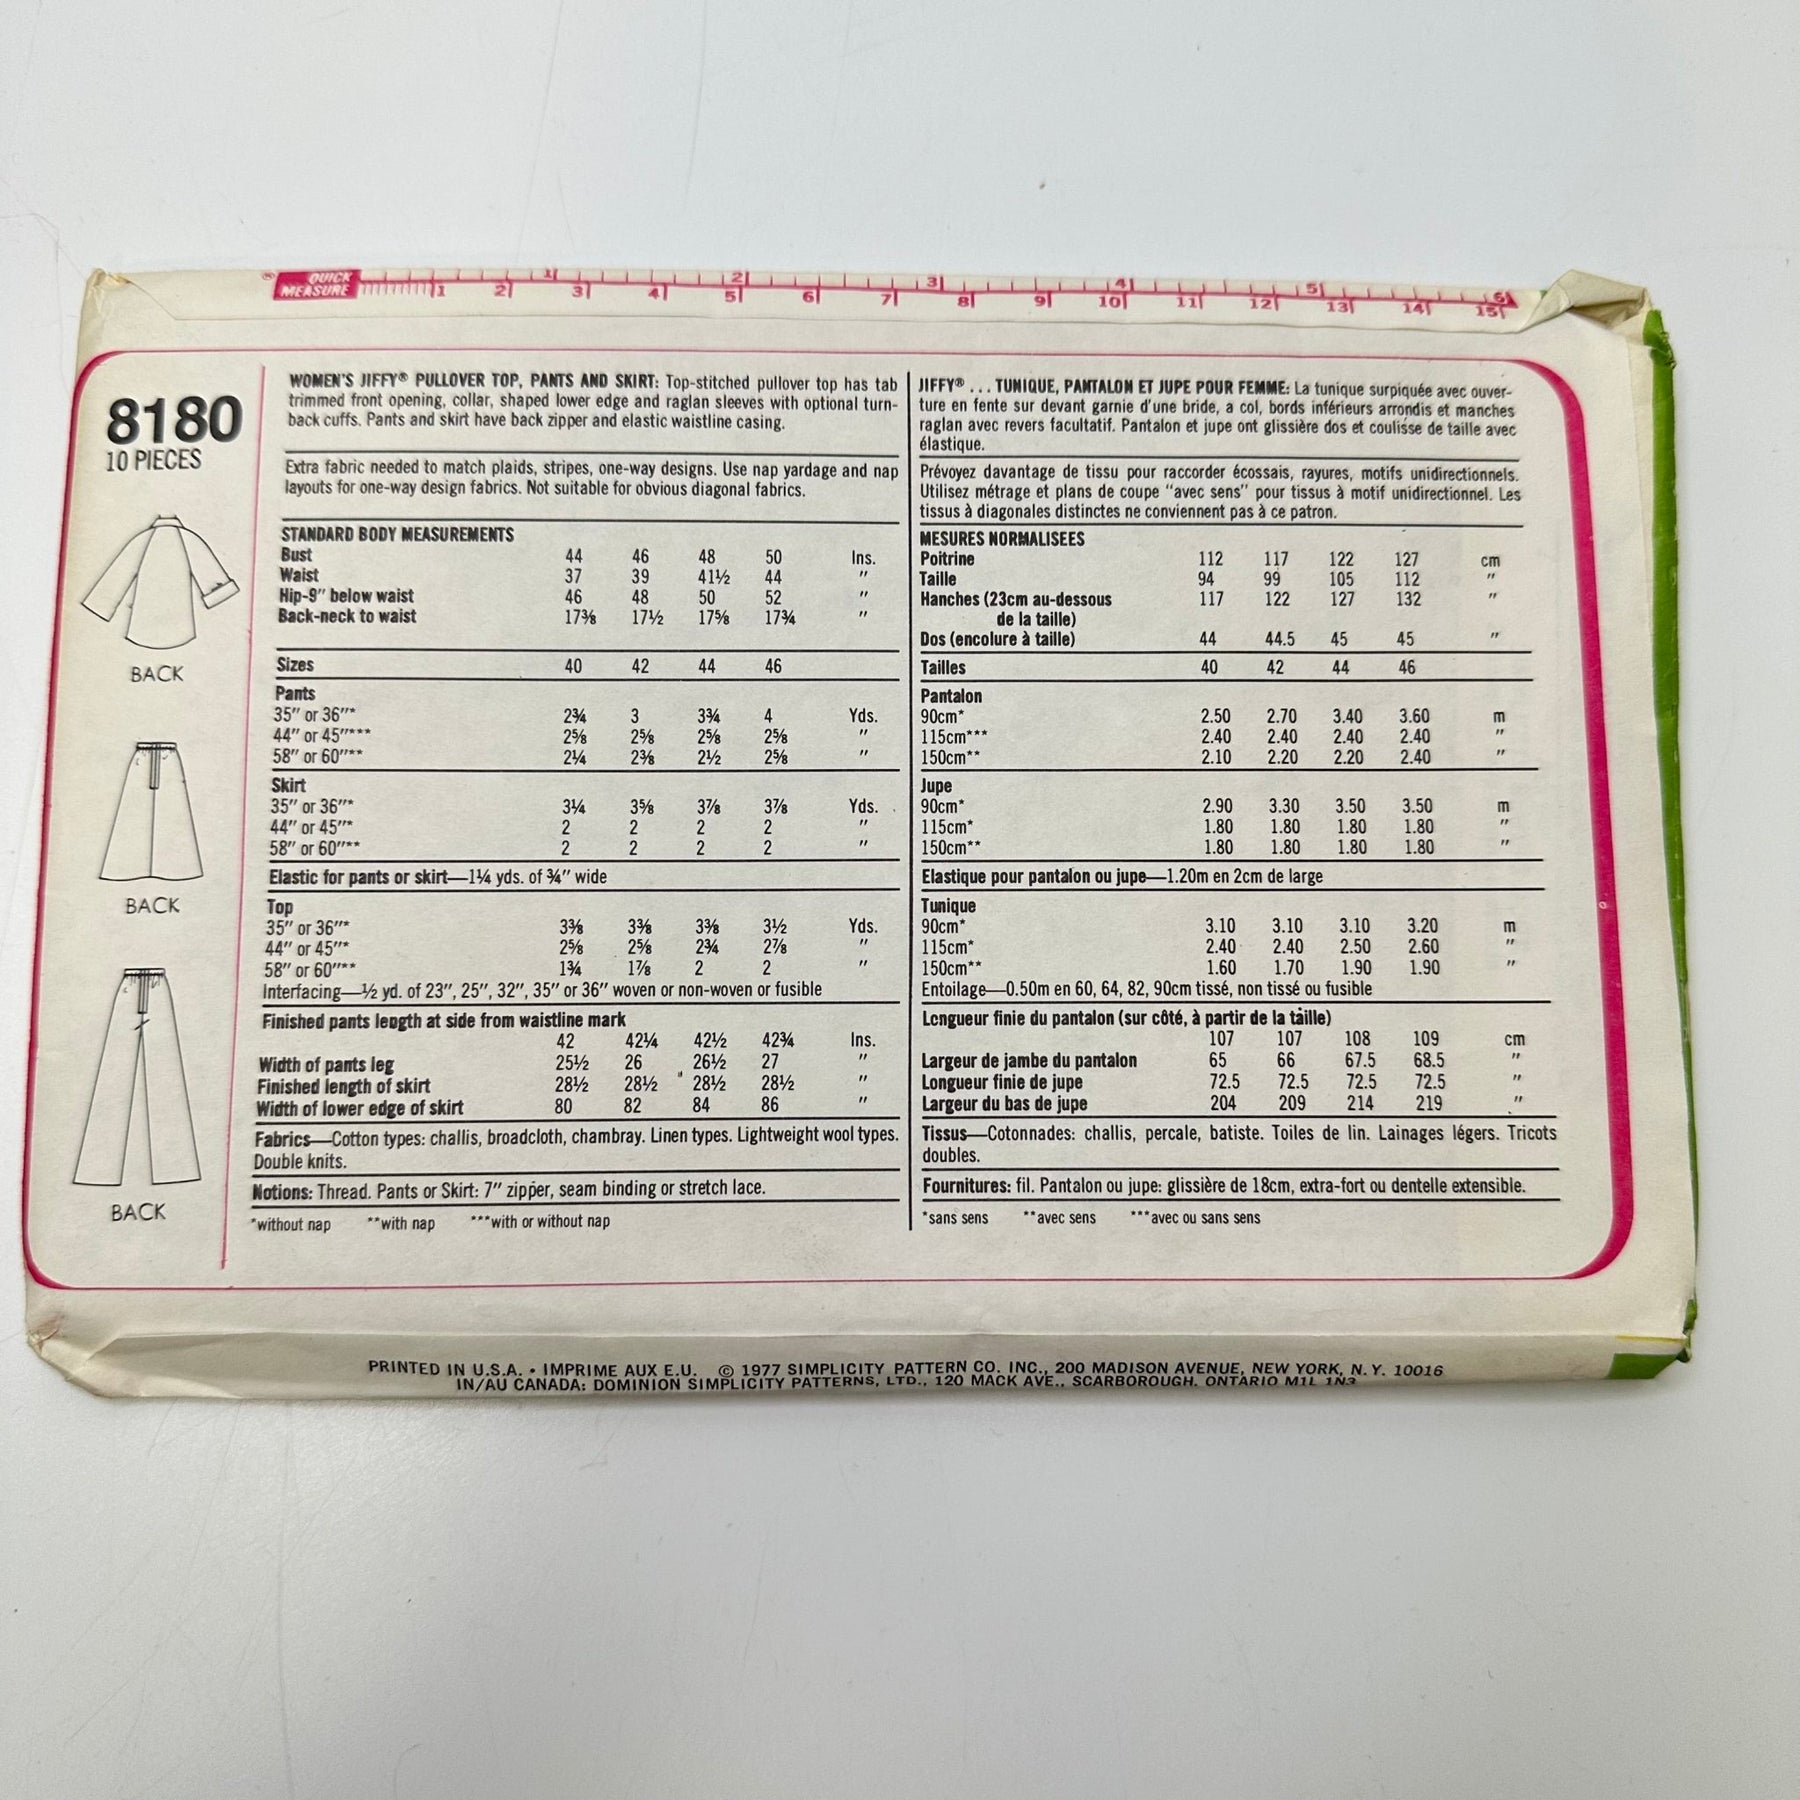 QUICK
MEASURE
1 2 3 4 5 6
1 2 3 4 5 6 7 8 9 10 11 12 13 14 15
8180
10 PIECES
BACK
BACK
BACK
WOMEN'S JIFFY® PULLOVER TOP, PANTS AND SKIRT: Top-stitched pullover top has tab
trimmed front opening, collar, shaped lower edge and raglan sleeves with optional turn-
back cuffs. Pants and skirt have back zipper and elastic waistline casing.
Extra fabric needed to match plaids, stripes, one-way designs. Use nap yardage and nap
layouts for one-way design fabrics. Not suitable for obvious diagonal fabrics.
STANDARD BODY MEASUREMENTS
Bust 44 46 48 50 Ins.
Waist 37 39 41½ 44 "
Hip-9" below waist 46 48 50 52 "
Back-neck to waist 17⅜ 17½ 17⅝ 17¾ "
Sizes 40 42 44 46
Pants
35" or 36"* 2¾ 3 3¾ 4 Yds.
44" or 45"*** 2⅝ 2⅝ 2⅝ 2⅝ "
58" or 60"** 2¼ 2⅜ 2½ 2⅝ "
Skirt
35" or 36"* 3¼ 3⅝ 3⅞ 3⅞ Yds.
44" or 45"* 2 2 2 2 "
58" or 60"** 2 2 2 2 "
Elastic for pants or skirt—1¼ yds. of ¾" wide
Top
35" or 36"* 3⅜ 3⅜ 3⅜ 3½ Yds.
44" or 45"* 2⅝ 2⅝ 2¾ 2⅞ "
58" or 60"** 1¾ 1⅞ 2 2 "
Interfacing—½ yd. of 23", 25", 32", 35" or 36" woven or non-woven or fusible
Finished pants length at side from waistline mark
42 42¼ 42½ 42¾ Ins.
Width of pants leg 25½ 26 26½ 27 "
Finished length of skirt 28½ 28½ 28½ 28½ "
Width of lower edge of skirt 80 82 84 86 "
Fabrics—Cotton types: challis, broadcloth, chambray. Linen types. Lightweight wool types.
Double knits.
Notions: Thread. Pants or Skirt: 7" zipper, seam binding or stretch lace.
*without nap **with nap ***with or without nap
JIFFY® ... TUNIQUE, PANTALON ET JUPE POUR FEMME: La tunique surpiquée avec ouver-
ture en fente sur devant garnie d'une bride, a col, bords inférieurs arrondis et manches
raglan avec revers facultatif. Pantalon et jupe ont glissière dos et coulisse de taille avec
élastique.
Prévoyez davantage de tissu pour raccorder écossais, rayures, motifs unidirectionnels.
Utilisez métrage et plans de coupe "avec sens" pour tissus à motif unidirectionnel. Les
tissus à diagonales distinctes ne conviennent pas à ce patron.
MESURES NORMALISEES
Poitrine 112 117 122 127 cm
Taille 94 99 105 112 "
Hanches (23cm au-dessous 117 122 127 132 "
de la taille)
Dos (encolure à taille) 44 44.5 45 45 "
Tailles 40 42 44 46
Pantalon
90cm* 2.50 2.70 3.40 3.60 m
115cm*** 2.40 2.40 2.40 2.40 "
150cm** 2.10 2.20 2.20 2.40 "
Jupe
90cm* 2.90 3.30 3.50 3.50 m
115cm* 1.80 1.80 1.80 1.80 "
150cm** 1.80 1.80 1.80 1.80 "
Elastique pour pantalon ou jupe—1.20m en 2cm de large
Tunique
90cm* 3.10 3.10 3.10 3.20 m
115cm* 2.40 2.40 2.50 2.60 "
150cm** 1.60 1.70 1.90 1.90 "
Entoilage—0.50m en 60, 64, 82, 90cm tissé, non tissé ou fusible
Longueur finie du pantalon (sur côté, à partir de la taille)
107 107 108 109 cm
Largeur de jambe du pantalon 65 66 67.5 68.5 "
Longueur finie de jupe 72.5 72.5 72.5 72.5 "
Largeur du bas de jupe 204 209 214 219 "
Tissus—Cotonnades: challis, percale, batiste. Toiles de lin. Lainages légers. Tricots
doubles.
Fournitures: fil. Pantalon ou jupe: glissière de 18cm, extra-fort ou dentelle extensible.
*sans sens **avec sens ***avec ou sans sens
PRINTED IN U.S.A. • IMPRIME AUX E.U. © 1977 SIMPLICITY PATTERN CO. INC., 200 MADISON AVENUE, NEW YORK, N.Y. 10016
IN/AU CANADA: DOMINION SIMPLICITY PATTERNS, LTD., 120 MACK AVE., SCARBOROUGH. ONTARIO M1L 1N3